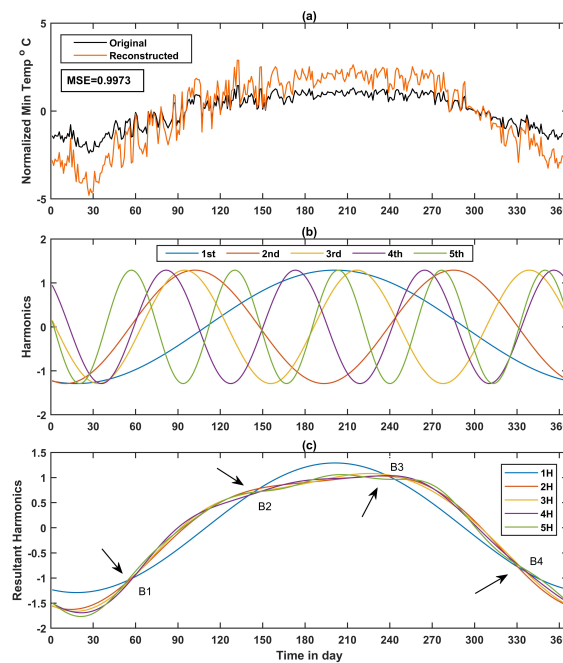 (a)
Normalized Min Temp ° C
5
0
-5
Original
Reconstructed
MSE=0.9973
0 30 60 90 120 150 180 210 240 270 300 330 360
(b)
Harmonics
2
1
0
-1
-2
1st 2nd 3rd 4th 5th
0 30 60 90 120 150 180 210 240 270 300 330 360
(c)
Resultant Harmonics
1.5
1
0.5
0
-0.5
-1
-1.5
-2
B1
B2
B3
B4
1H
2H
3H
4H
5H
0 30 60 90 120 150 180 210 240 270 300 330 360
Time in day